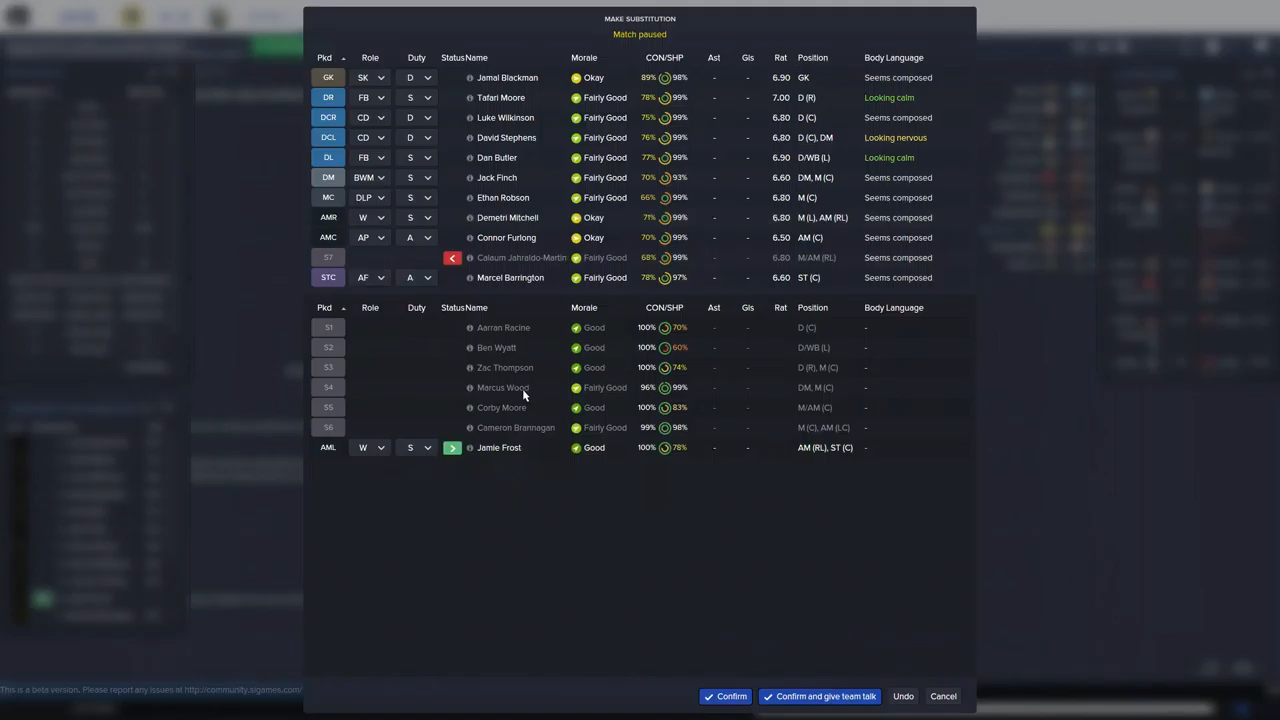 MAKE SUBSTITUTION
Match paused
Pkd Role Duty Status Name Morale CON/SHP Ast Gls Rat Position Body Language
GK SK D Jamal Blackman Okay 89% 98% - - 6.90 GK Seems composed
DR FB S Tafari Moore Fairly Good 78% 99% - - 7.00 D (R) Looking calm
DCR CD D Luke Wilkinson Fairly Good 75% 99% - - 6.80 D (C) Seems composed
DCL CD D David Stephens Fairly Good 76% 99% - - 6.80 D (C), DM Looking nervous
DL FB S Dan Butler Fairly Good 77% 99% - - 6.90 D/WB (L) Looking calm
DM BWM S Jack Finch Fairly Good 70% 93% - - 6.60 DM, M (C) Seems composed
MC DLP S Ethan Robson Fairly Good 66% 99% - - 6.80 M (C) Seems composed
AMR W S Demetri Mitchell Okay 71% 99% - - 6.80 M (L), AM (RL) Seems composed
AMC AP A Connor Furlong Okay 70% 99% - - 6.50 AM (C) Seems composed
S7 Calaum Jahraldo-Martin Fairly Good 68% 99% - - 6.80 M/AM (RL) Seems composed
STC AF A Marcel Barrington Fairly Good 78% 97% - - 6.60 ST (C) Seems composed
Pkd Role Duty Status Name Morale CON/SHP Ast Gls Rat Position Body Language
S1 Aarran Racine Good 100% 70% - - D (C) -
S2 Ben Wyatt Good 100% 60% - - D/WB (L) -
S3 Zac Thompson Good 100% 74% - - D (R), M (C) -
S4 Marcus Wood Fairly Good 96% 99% - - DM, M (C) -
S5 Corby Moore Good 100% 83% - - M/AM (C) -
S6 Cameron Brannagan Fairly Good 99% 98% - - M (C), AM (LC) -
AML W S Jamie Frost Good 100% 78% - - AM (RL), ST (C) -
This is a beta version. Please report any issues at http://community.sigames.com/
Confirm Confirm and give team talk Undo Cancel